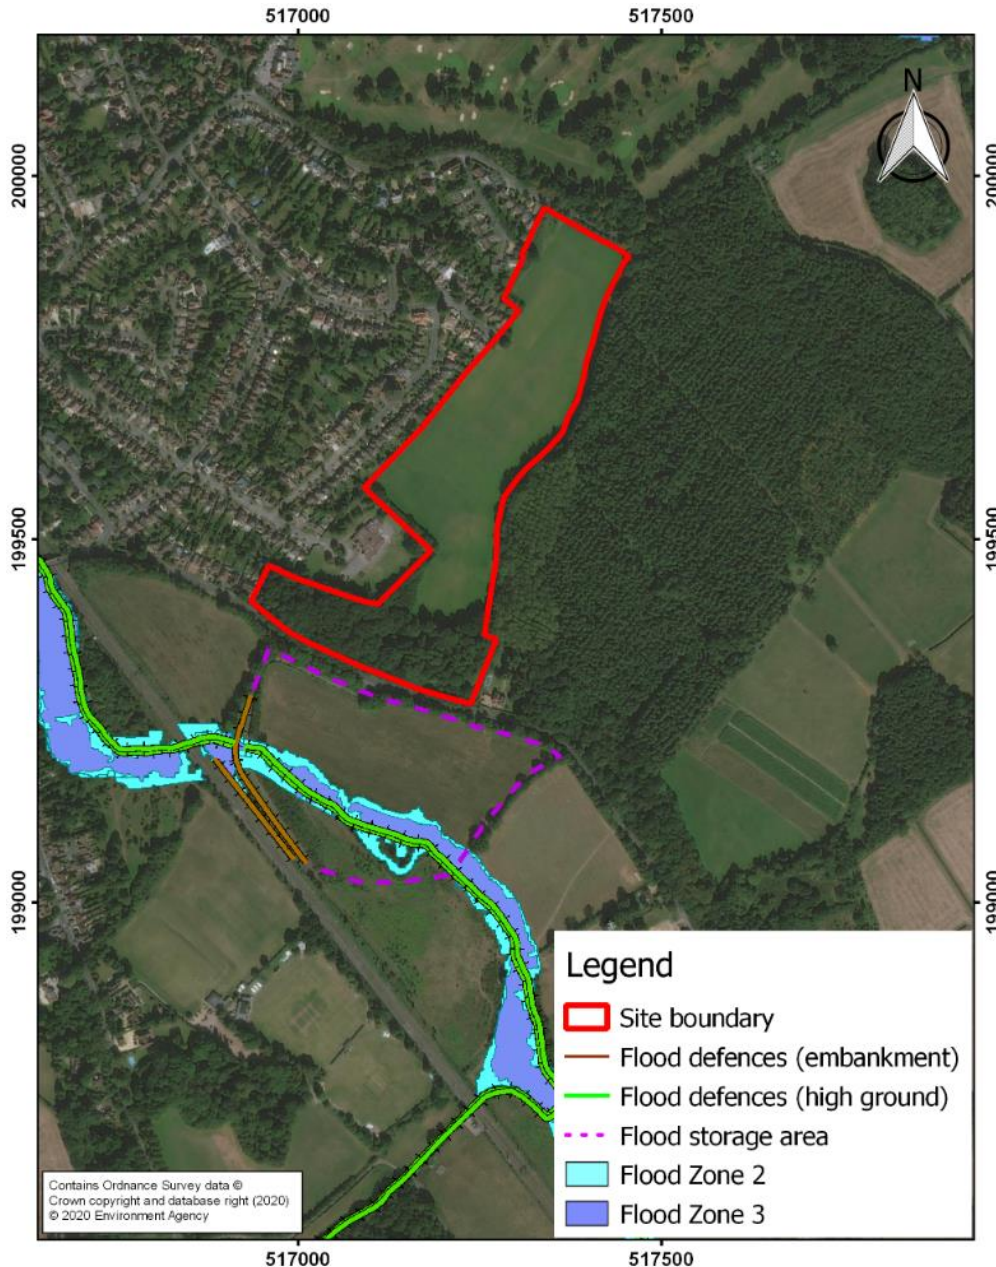 517000
517500
N
200000
200000
199500
199500
199000
199000
Legend
Site boundary
Flood defences (embankment)
Flood defences (high ground)
Flood storage area
Flood Zone 2
Flood Zone 3
Contains Ordnance Survey data ©
Crown copyright and database right (2020)
© 2020 Environment Agency
517000
517500